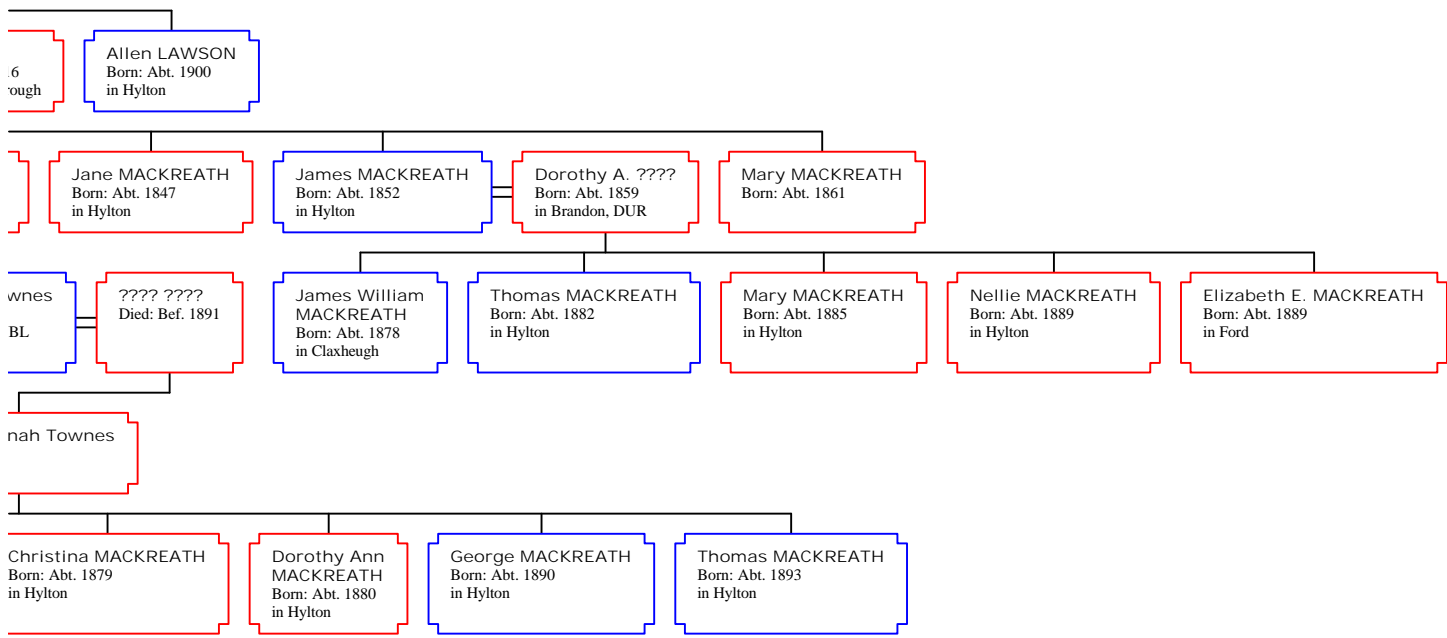 Allen LAWSON
Born: Abt. 1900
in Hylton
Jane MACKREATH
Born: Abt. 1847
in Hylton
James MACKREATH
Born: Abt. 1852
in Hylton
Dorothy A. ????
Born: Abt. 1859
in Brandon, DUR
Mary MACKREATH
Born: Abt. 1861
wnes
BL
???? ????
Died: Bef. 1891
James William
MACKREATH
Born: Abt. 1878
in Claxheugh
Thomas MACKREATH
Born: Abt. 1882
in Hylton
Mary MACKREATH
Born: Abt. 1885
in Hylton
Nellie MACKREATH
Born: Abt. 1889
in Hylton
Elizabeth E. MACKREATH
Born: Abt. 1889
in Ford
nah Townes
Christina MACKREATH
Born: Abt. 1879
in Hylton
Dorothy Ann
MACKREATH
Born: Abt. 1880
in Hylton
George MACKREATH
Born: Abt. 1890
in Hylton
Thomas MACKREATH
Born: Abt. 1893
in Hylton